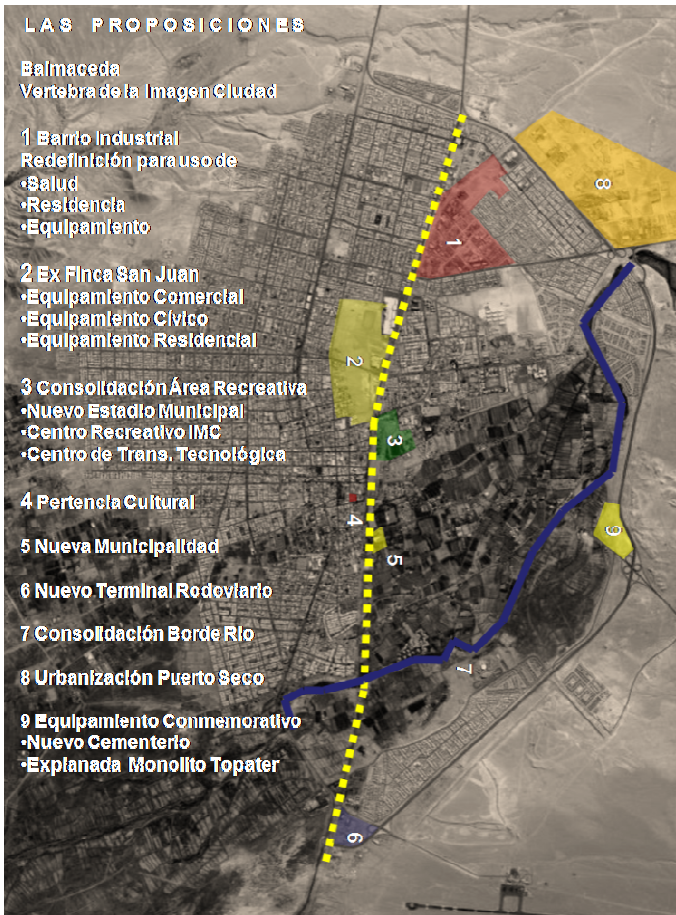 LAS PROPOSICIONES
Balmaceda
Vertebra de la Imagen Ciudad
1 Barrio Industrial
Redefinición para uso de
•Salud
•Residencia
•Equipamiento
2 Ex Finca San Juan
•Equipamiento Comercial
•Equipamiento Cívico
•Equipamiento Residencial
3 Consolidación Área Recreativa
•Nuevo Estadio Municipal
•Centro Recreativo IMC
•Centro de Trans. Tecnológica
4 Pertencia Cultural
5 Nueva Municipalidad
6 Nuevo Terminal Rodoviario
7 Consolidación Borde Rio
8 Urbanización Puerto Seco
9 Equipamiento Conmemorativo
•Nuevo Cementerio
•Explanada Monolito Topater
8
1
2
3
4
9
5
7
6